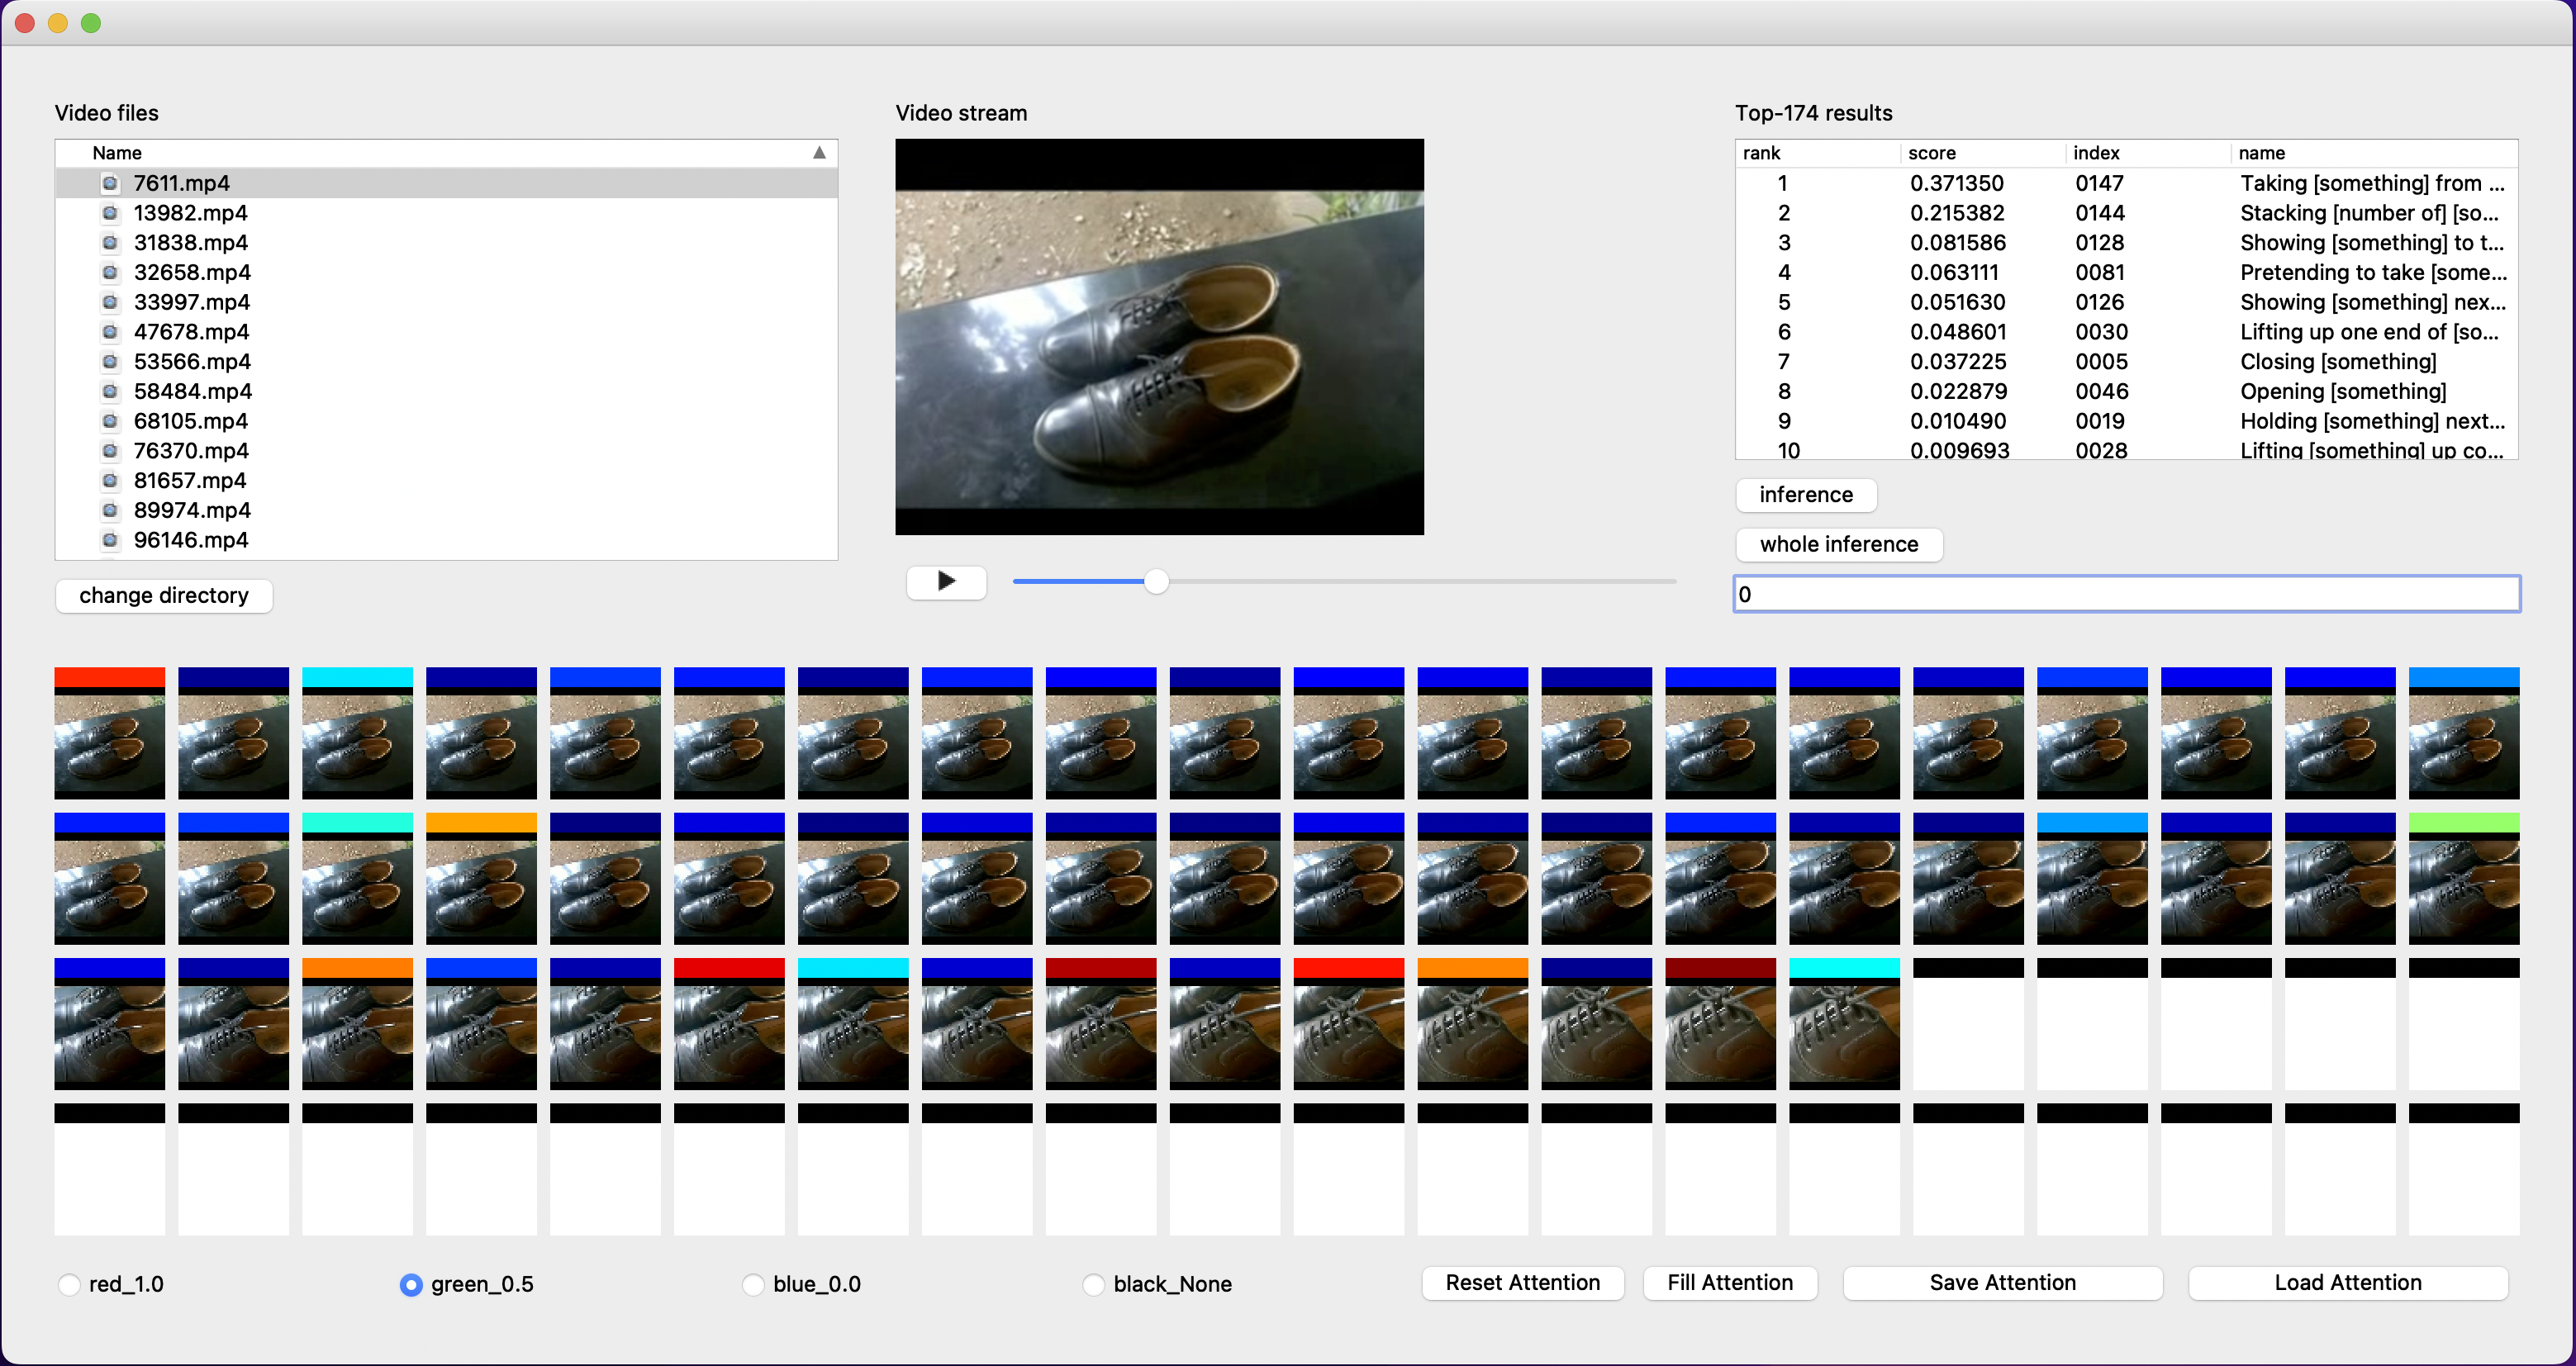 Video files
Name
7611.mp4
13982.mp4
31838.mp4
32658.mp4
33997.mp4
47678.mp4
53566.mp4
58484.mp4
68105.mp4
76370.mp4
81657.mp4
89974.mp4
96146.mp4
change directory
Video stream
Top-174 results
rank score index name
1 0.371350 0147 Taking [something] from ...
2 0.215382 0144 Stacking [number of] [so...
3 0.081586 0128 Showing [something] to t...
4 0.063111 0081 Pretending to take [some...
5 0.051630 0126 Showing [something] nex...
6 0.048601 0030 Lifting up one end of [so...
7 0.037225 0005 Closing [something]
8 0.022879 0046 Opening [something]
9 0.010490 0019 Holding [something] next...
10 0.009693 0028 Lifting [something] up co...
inference
whole inference
0
red_1.0 green_0.5 blue_0.0 black_None Reset Attention Fill Attention Save Attention Load Attention